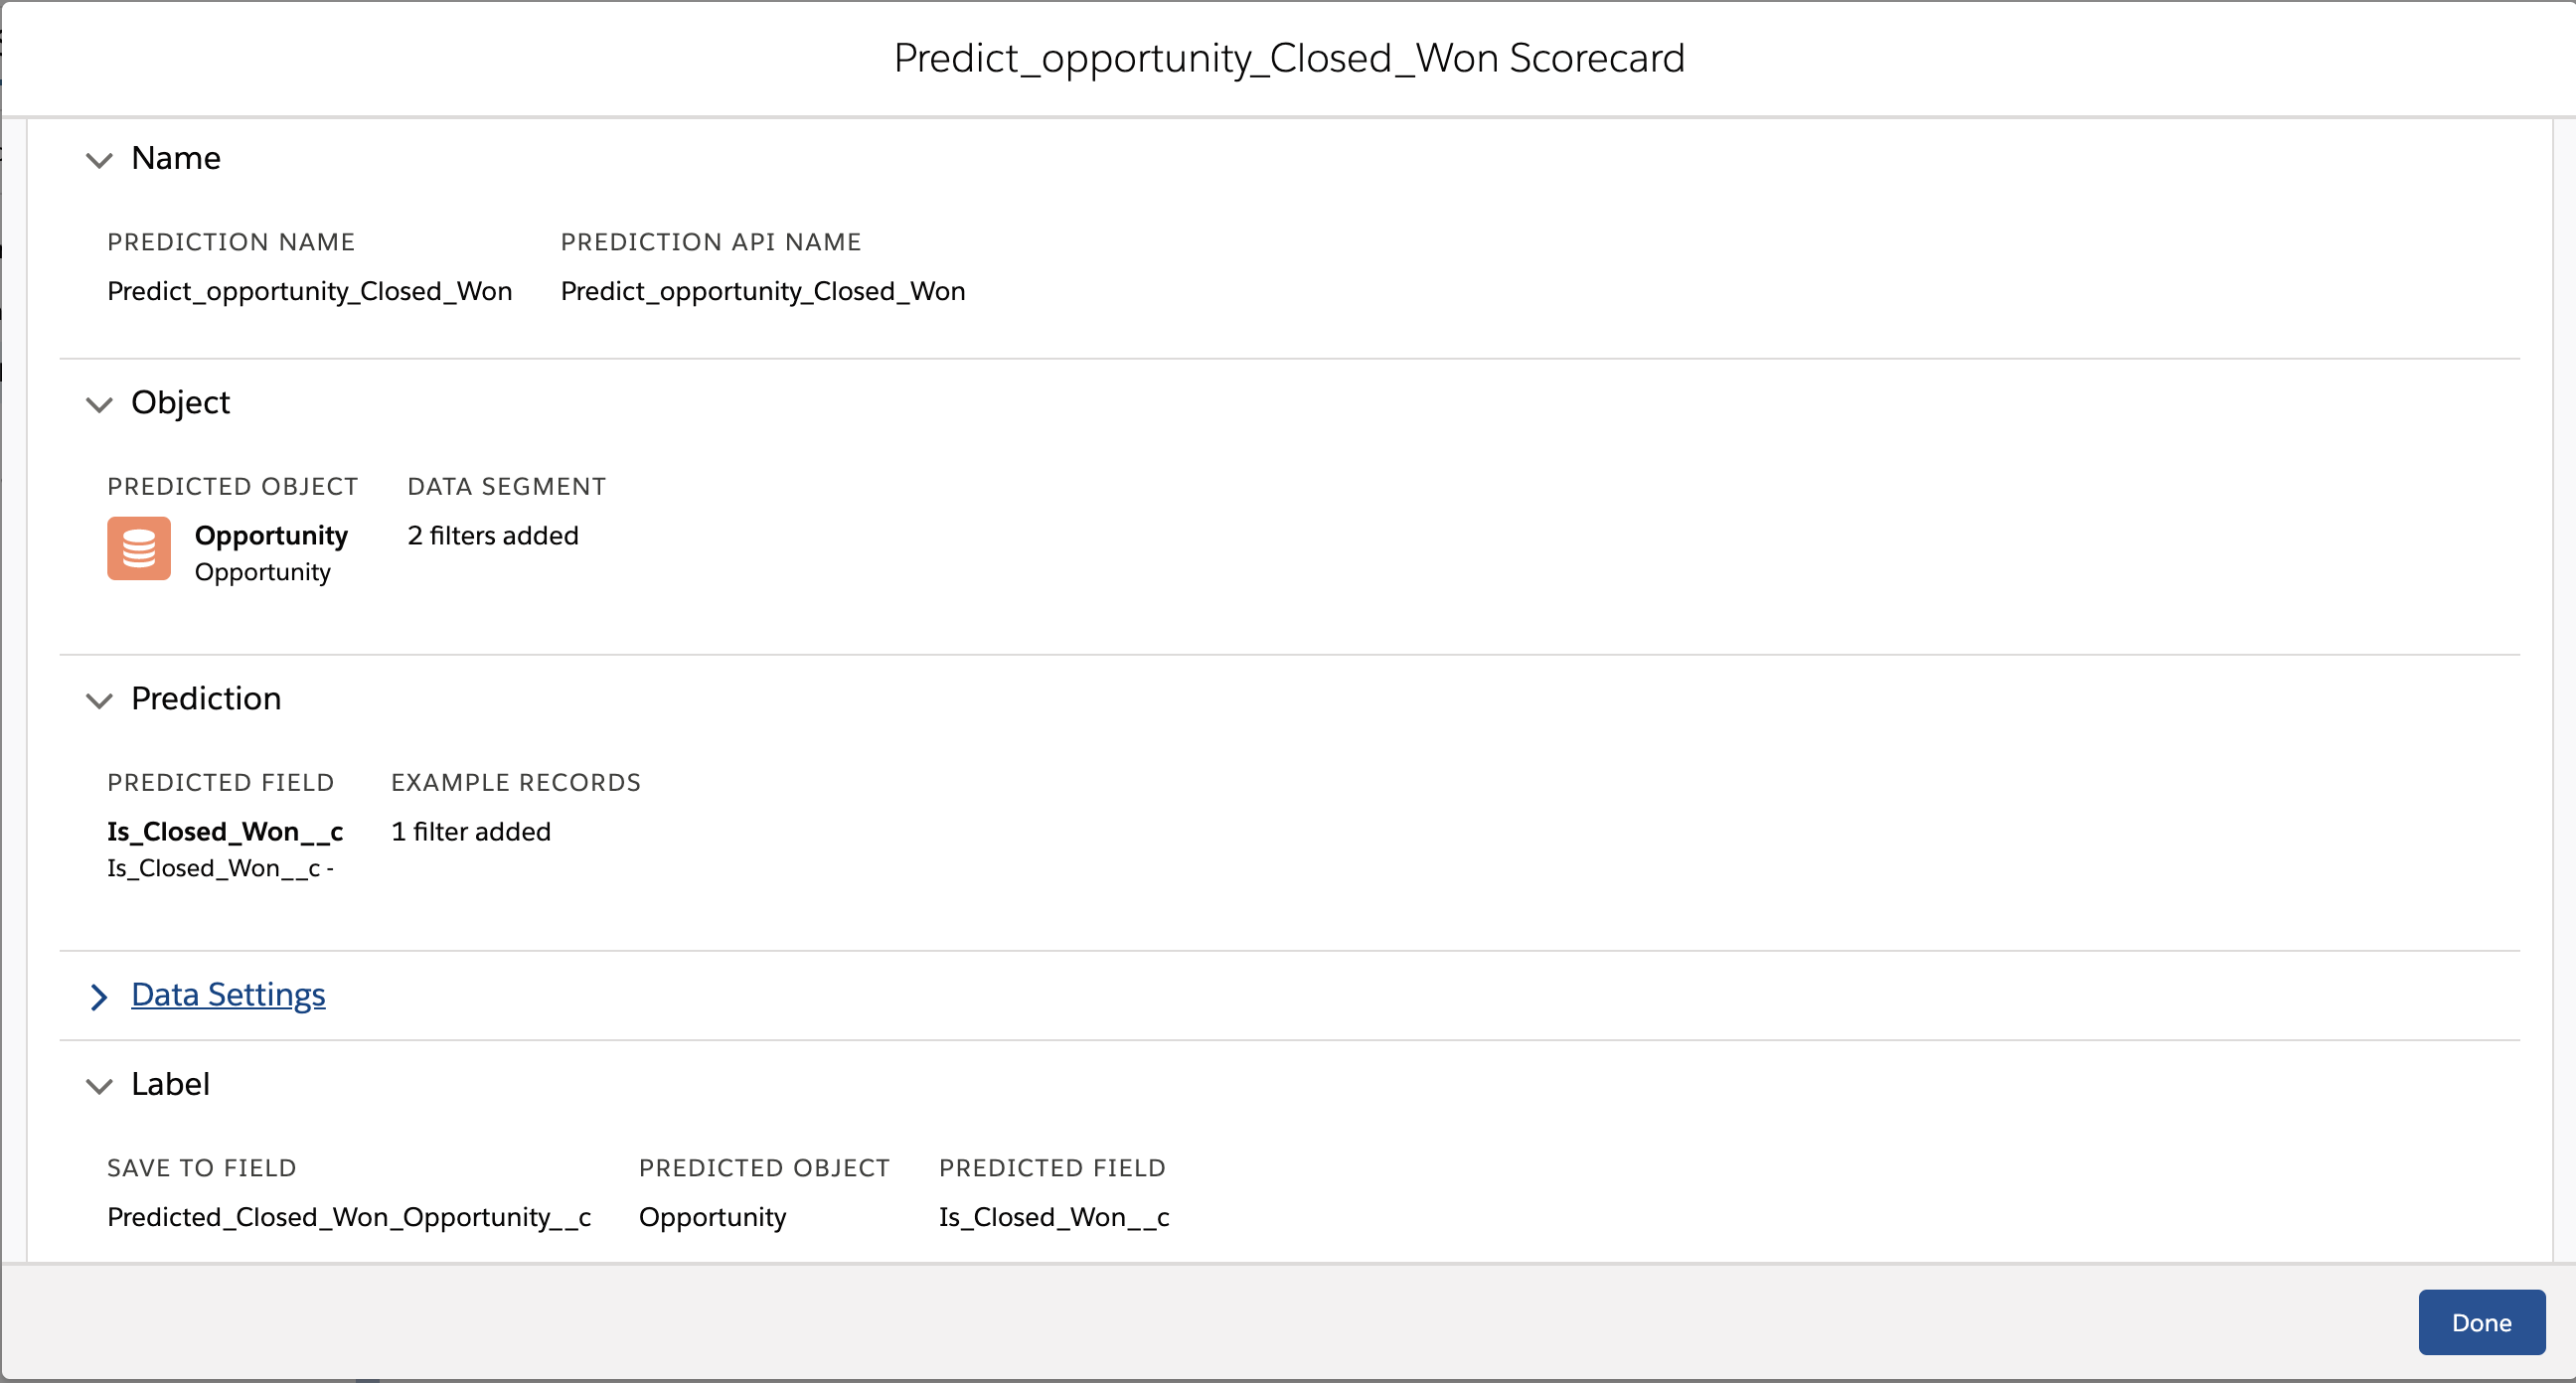 Predict_opportunity_Closed_Won Scorecard
Name
PREDICTION NAME PREDICTION API NAME
Predict_opportunity_Closed_Won Predict_opportunity_Closed_Won
Object
PREDICTED OBJECT DATA SEGMENT
Opportunity 2 filters added
Opportunity
Prediction
PREDICTED FIELD EXAMPLE RECORDS
Is_Closed_Won__c 1 filter added
Is_Closed_Won__c -
Data Settings
Label
SAVE TO FIELD PREDICTED OBJECT PREDICTED FIELD
Predicted_Closed_Won_Opportunity__c Opportunity Is_Closed_Won__c
Done